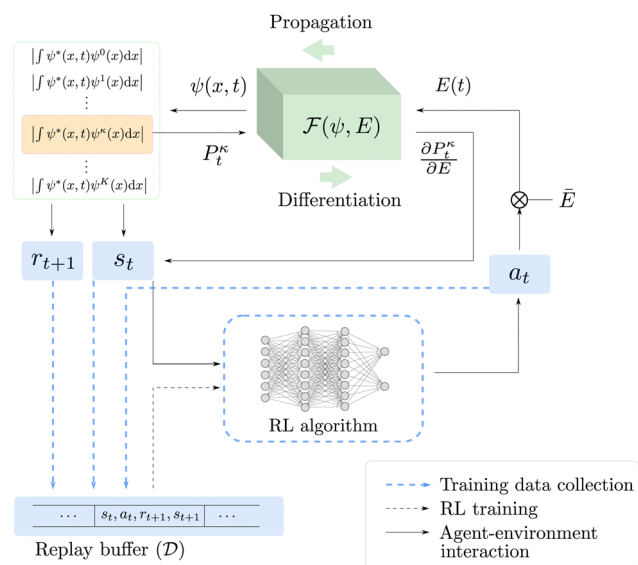 Propagation
|∫ ψ*(x, t)ψ⁰(x)dx|
|∫ ψ*(x, t)ψ¹(x)dx|
⋮
|∫ ψ*(x, t)ψ^κ(x)dx|
⋮
|∫ ψ*(x, t)ψ^K(x)dx|
ψ(x, t)
P_t^κ
F(ψ, E)
E(t)
∂P_t^κ
∂E
Differentiation
⊗
Ē
r_{t+1}
s_t
a_t
RL algorithm
··· s_t, a_t, r_{t+1}, s_{t+1} ···
Replay buffer (D)
Training data collection
RL training
Agent-environment
interaction